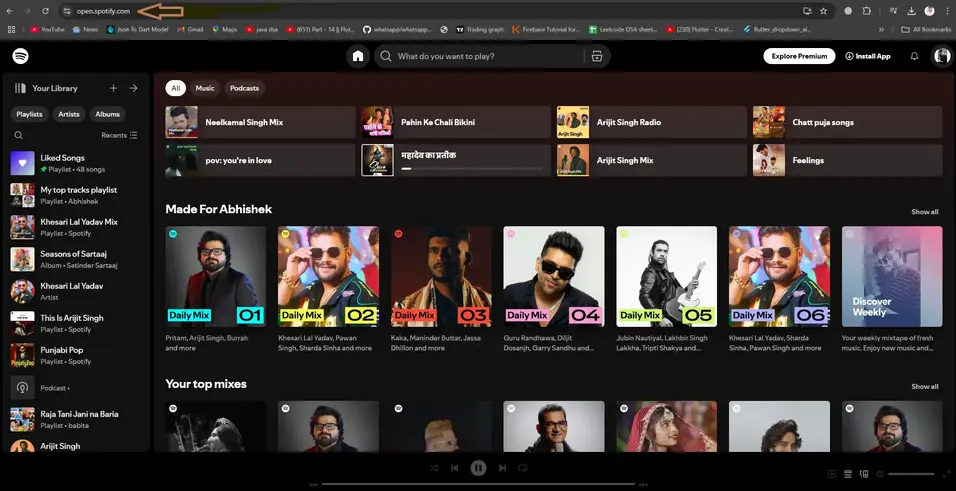 open.spotify.com
YouTube
News
Json To Dart Model
Gmail
Maps
java dsa
(651) Part - 14 || Flut...
whatsapp/whatsapp...
Trading graph
Firebase Tutorial for...
Leetcode DSA sheet...
(230) Flutter - Creat...
flutter_dropdown_al...
All Bookmarks
What do you want to play?
Explore Premium
Install App
Your Library
Playlists
Artists
Albums
Recents
Liked Songs
Playlist • 48 songs
My top tracks playlist
Playlist • Abhishek
Khesari Lal Yadav Mix
Playlist • Spotify
Seasons of Sartaaj
Album • Satinder Sartaaj
Khesari Lal Yadav
Artist
This Is Arijit Singh
Playlist • Spotify
Punjabi Pop
Playlist • Spotify
Podcast •
Raja Tani Jani na Baria
Playlist • babita
Arijit Singh
All
Music
Podcasts
Neelkamal Singh Mix
Pahin Ke Chali Bikini
Arijit Singh Radio
Chatt puja songs
pov: you're in love
महादेव का प्रतीक
Arijit Singh Mix
Feelings
Made For Abhishek
Show all
Daily Mix 01
Daily Mix 02
Daily Mix 03
Daily Mix 04
Daily Mix 05
Daily Mix 06
Discover
Weekly
Pritam, Arijit Singh, Burrah
and more
Khesari Lal Yadav, Pawan
Singh, Sharda Sinha and more
Kaka, Maninder Buttar, Jassa
Dhillon and more
Guru Randhawa, Diljit
Dosanjh, Garry Sandhu and...
Jubin Nautiyal, Lakhbir Singh
Lakkha, Tripti Shakya and...
Khesari Lal Yadav, Sharda
Sinha, Pawan Singh and more
Your weekly mixtape of fresh
music. Enjoy new music and...
Your top mixes
Show all